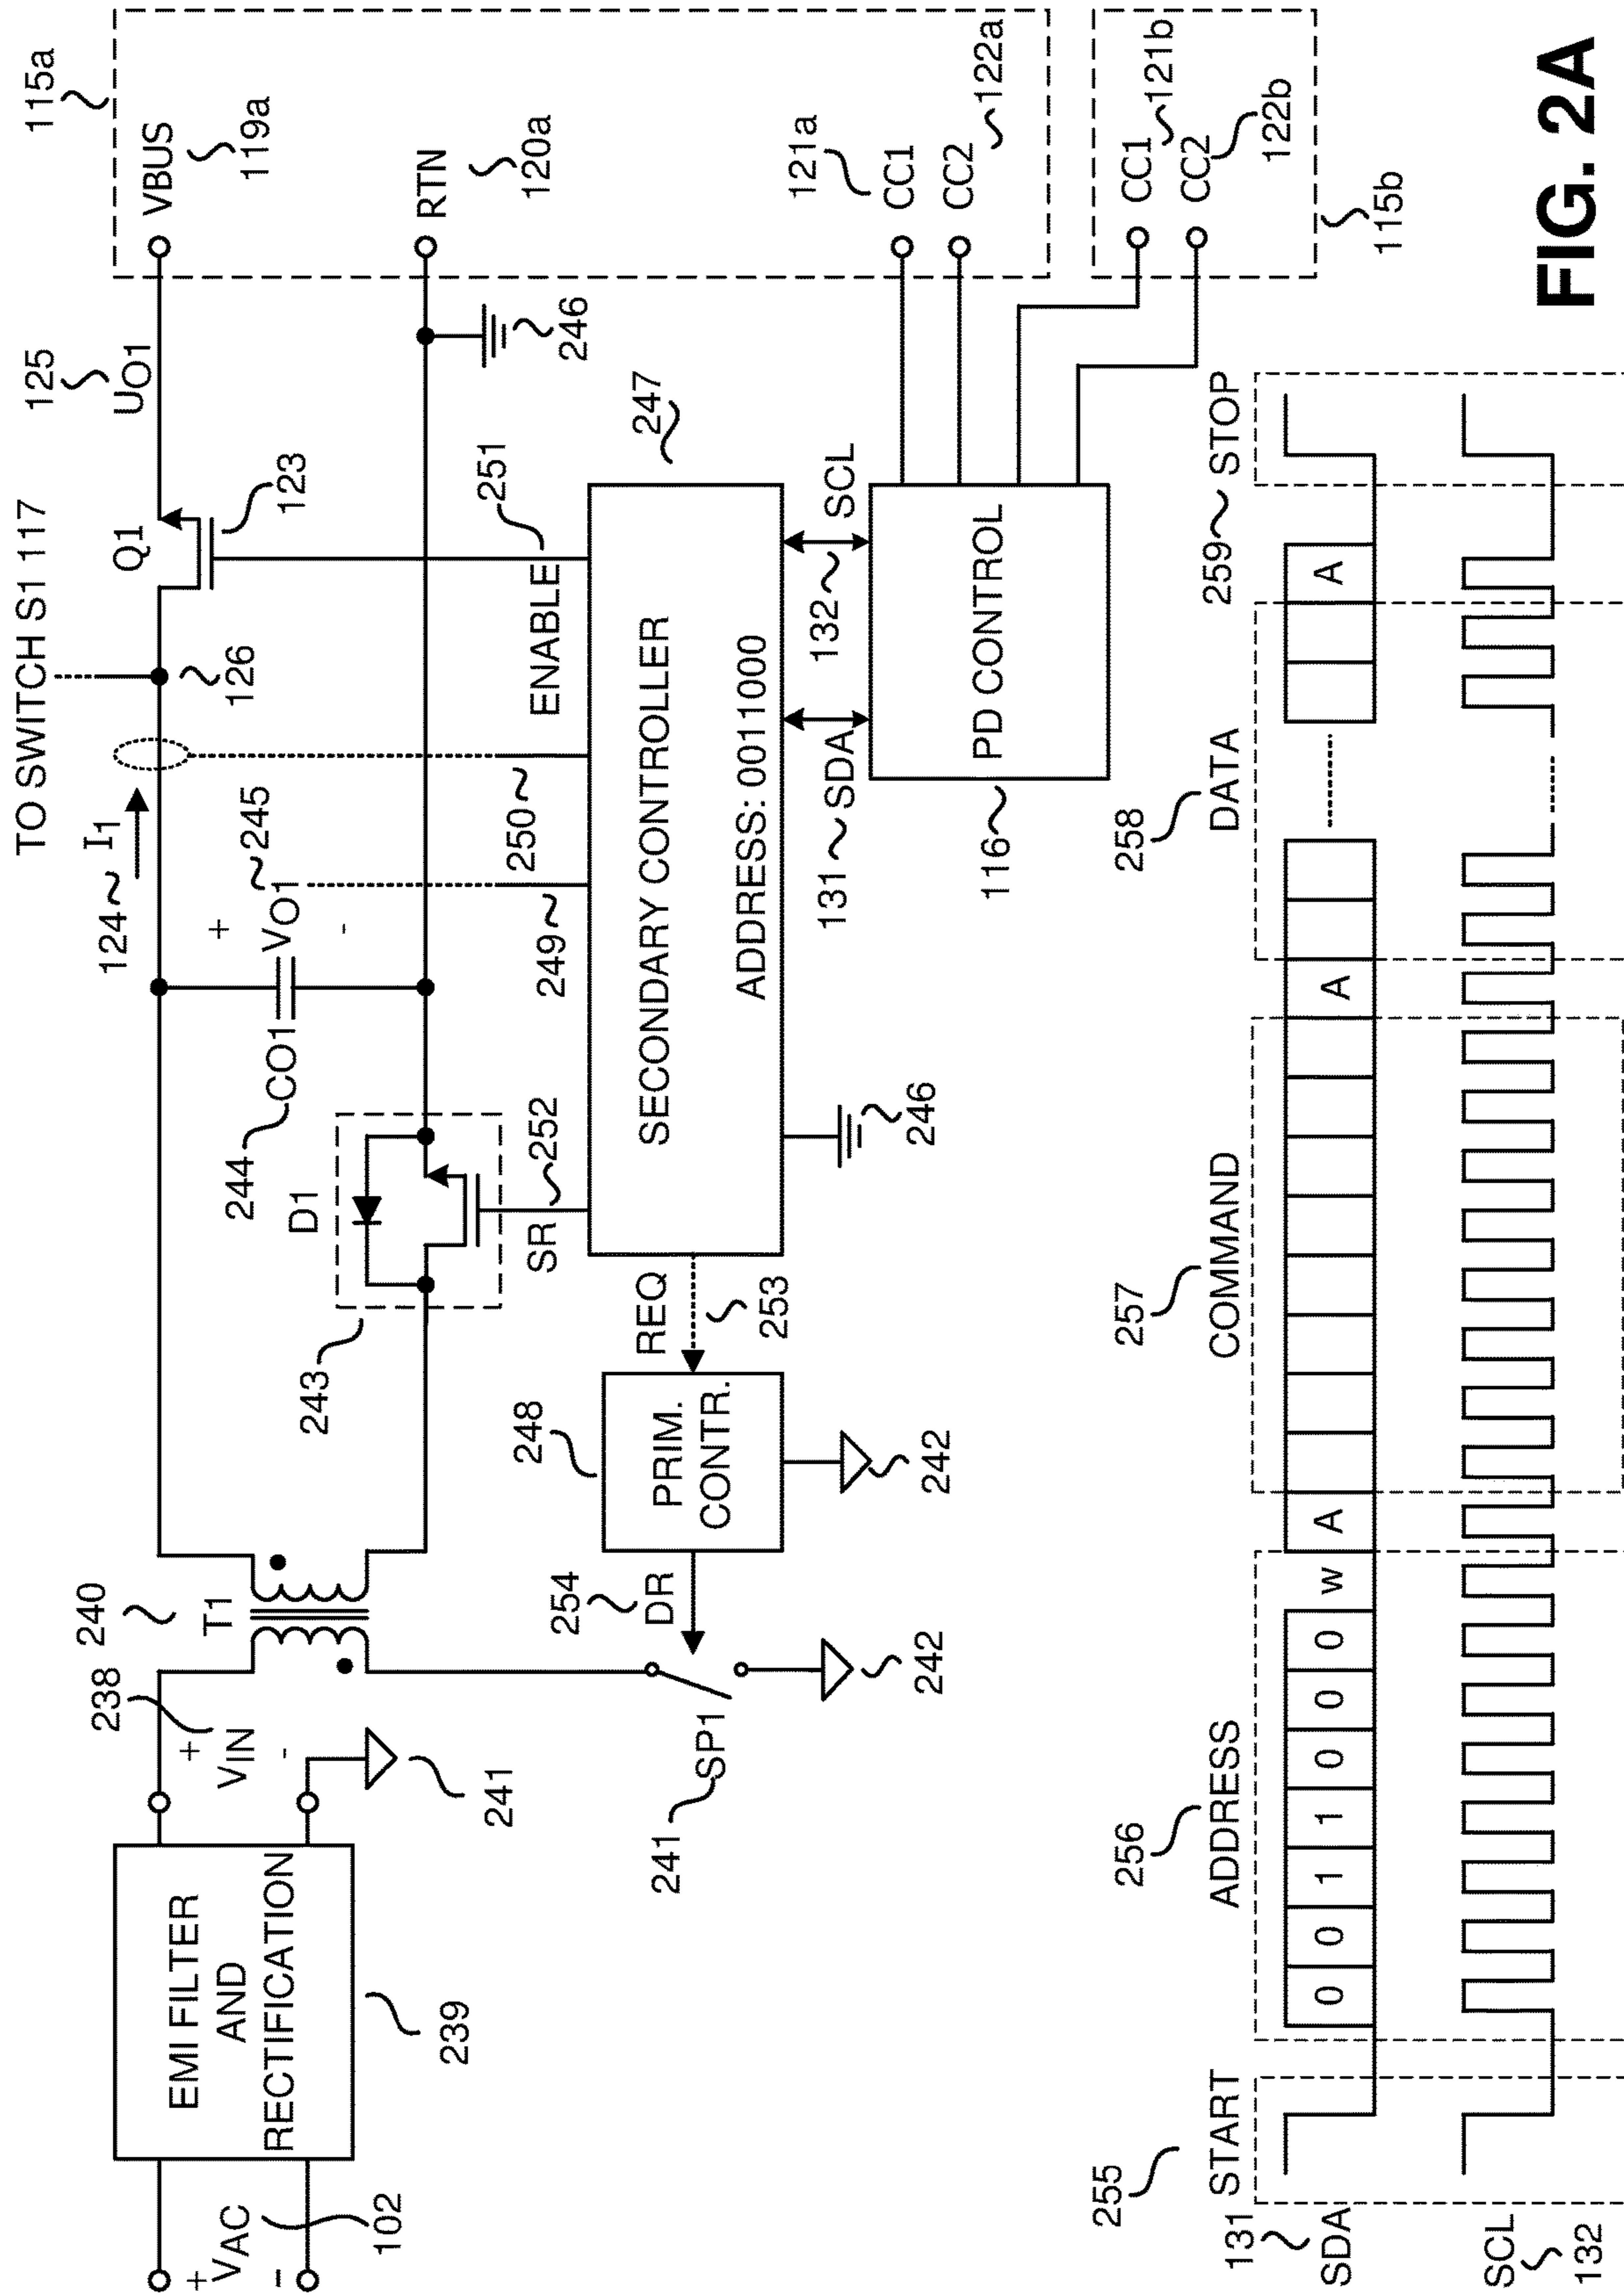 TO SWITCH S1 117
124 I1
125
UO1
115a
VBUS
119a
Q1
126
123
240
T1
238
+
VIN
-
241
EMI FILTER
AND
RECTIFICATION
239
+
VAC
-
102
244 CO1
+
VO1
-
245
D1
243
RTN
120a
246
SR 252
249
250
ENABLE 251
247
SECONDARY CONTROLLER
ADDRESS: 0011000
246
REQ
253
248
PRIM.
CONTR.
242
254
DR
SP1
241
242
131
SDA
132
SCL
PD CONTROL
116
121a
CC1
CC2
122a
CC1
121b
CC2
122b
115b
255
START
256
ADDRESS
257
COMMAND
258
DATA
259
STOP
131
SDA
0 0 1 1 0 0 0 w A A A
SCL
132
FIG. 2A